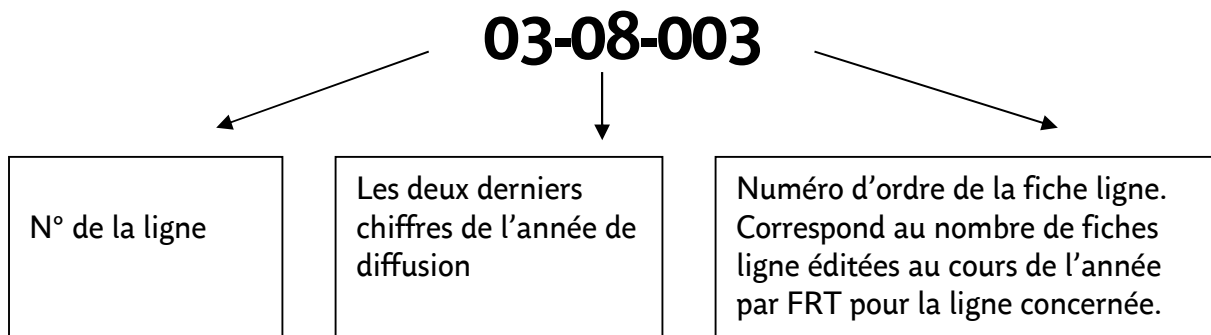 03-08-003
N° de la ligne
Les deux derniers
chiffres de l’année de
diffusion
Numéro d’ordre de la fiche ligne.
Correspond au nombre de fiches
ligne éditées au cours de l’année
par FRT pour la ligne concernée.